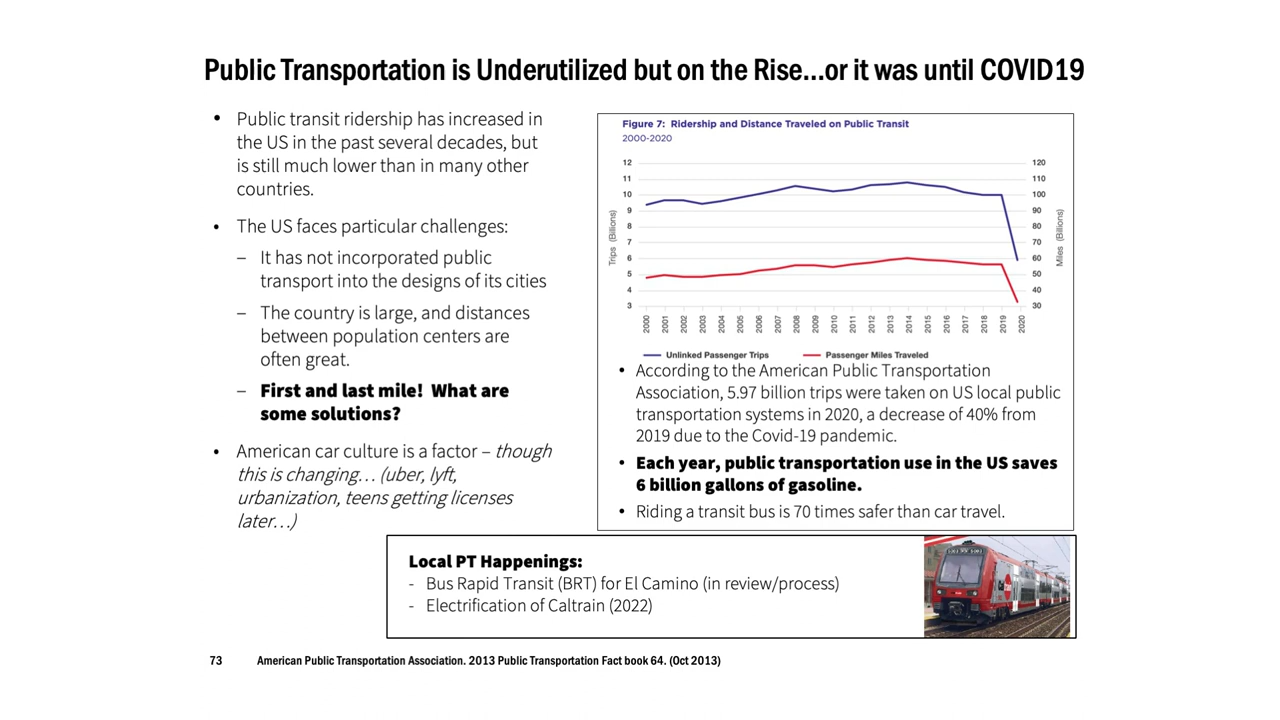 Public Transportation is Underutilized but on the Rise...or it was until COVID19
• Public transit ridership has increased in
the US in the past several decades, but
is still much lower than in many other
countries.
• The US faces particular challenges:
– It has not incorporated public
transport into the designs of its cities
– The country is large, and distances
between population centers are
often great.
– First and last mile! What are
some solutions?
• American car culture is a factor – though
this is changing... (uber, lyft,
urbanization, teens getting licenses
later...)
Figure 7: Ridership and Distance Traveled on Public Transit
2000-2020
Trips (Billions)
12
11
10
9
8
7
6
5
4
3
120
110
100
90
80
70
60
50
40
30
Miles (Billions)
2000 2001 2002 2003 2004 2005 2006 2007 2008 2009 2010 2011 2012 2013 2014 2015 2016 2017 2018 2019 2020
Unlinked Passenger Trips Passenger Miles Traveled
• According to the American Public Transportation
Association, 5.97 billion trips were taken on US local public
transportation systems in 2020, a decrease of 40% from
2019 due to the Covid-19 pandemic.
• Each year, public transportation use in the US saves
6 billion gallons of gasoline.
• Riding a transit bus is 70 times safer than car travel.
Local PT Happenings:
- Bus Rapid Transit (BRT) for El Camino (in review/process)
- Electrification of Caltrain (2022)
73 American Public Transportation Association. 2013 Public Transportation Fact book 64. (Oct 2013)